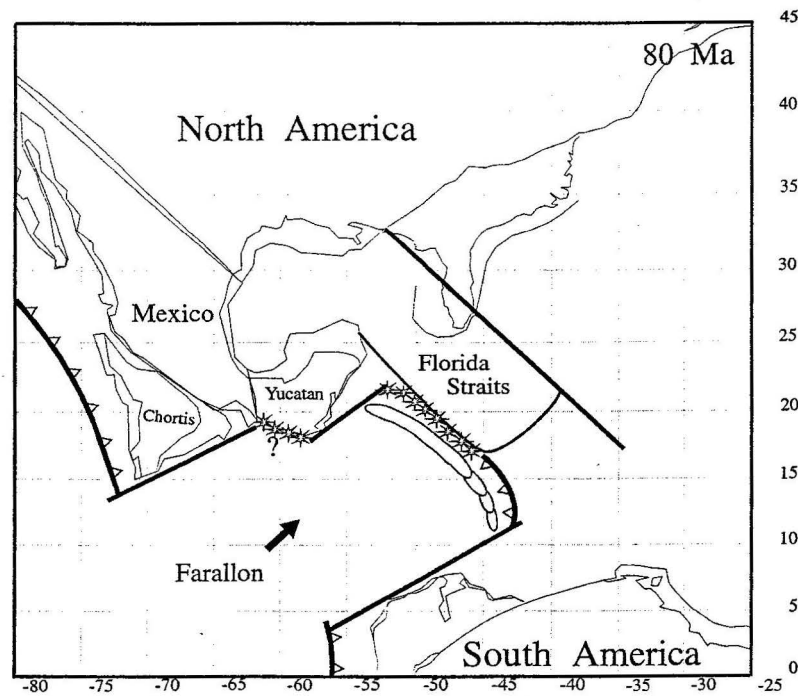 45
80 Ma
40
North America
35
30
Mexico
25
Florida
Straits
Yucatan
20
Chortis
?
15
10
Farallon
5
South America
0
-80 -75 -70 -65 -60 -55 -50 -45 -40 -35 -30 -25